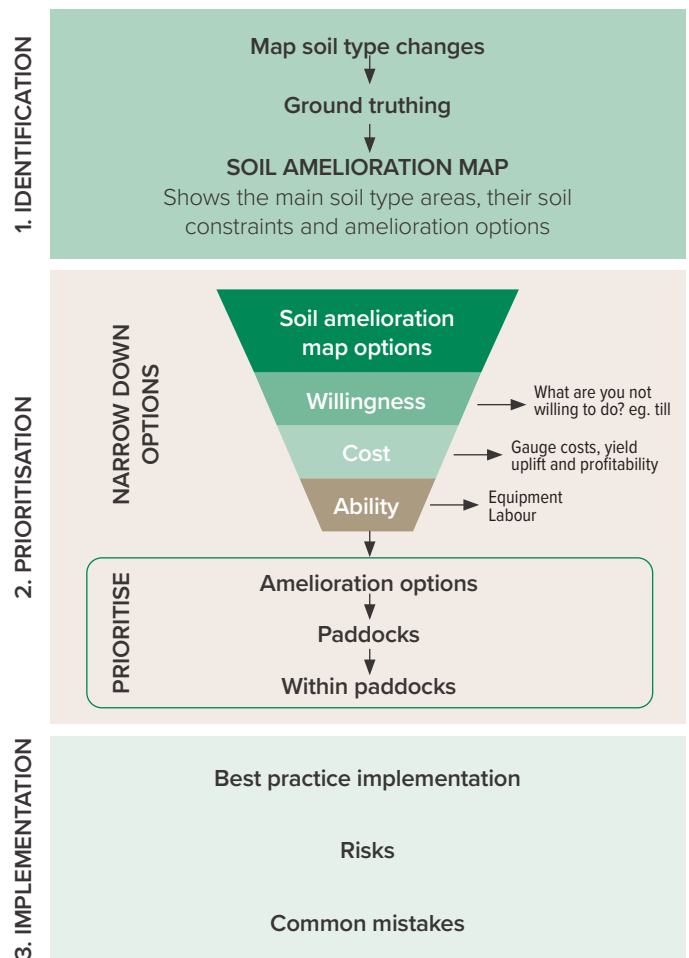 1. IDENTIFICATION
Map soil type changes
Ground truthing
SOIL AMELIORATION MAP
Shows the main soil type areas, their soil
constraints and amelioration options
2. PRIORITISATION
NARROW DOWN
OPTIONS
Soil amelioration
map options
Willingness
What are you not
willing to do? eg. till
Cost
Gauge costs, yield
uplift and profitability
Ability
Equipment
Labour
PRIORITISE
Amelioration options
Paddocks
Within paddocks
3. IMPLEMENTATION
Best practice implementation
Risks
Common mistakes